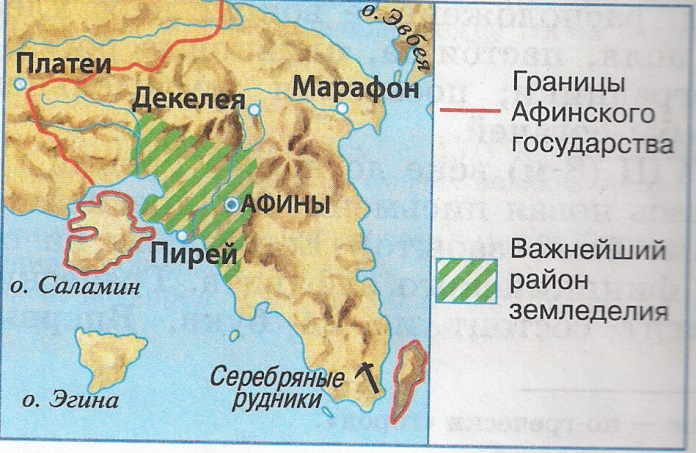 о. Эвбея
Платеи
Декелея
Марафон
АФИНЫ
Пирей
о. Саламин
о. Эгина
Серебряные
рудники
Границы
Афинского
государства
Важнейший
район
земледелия